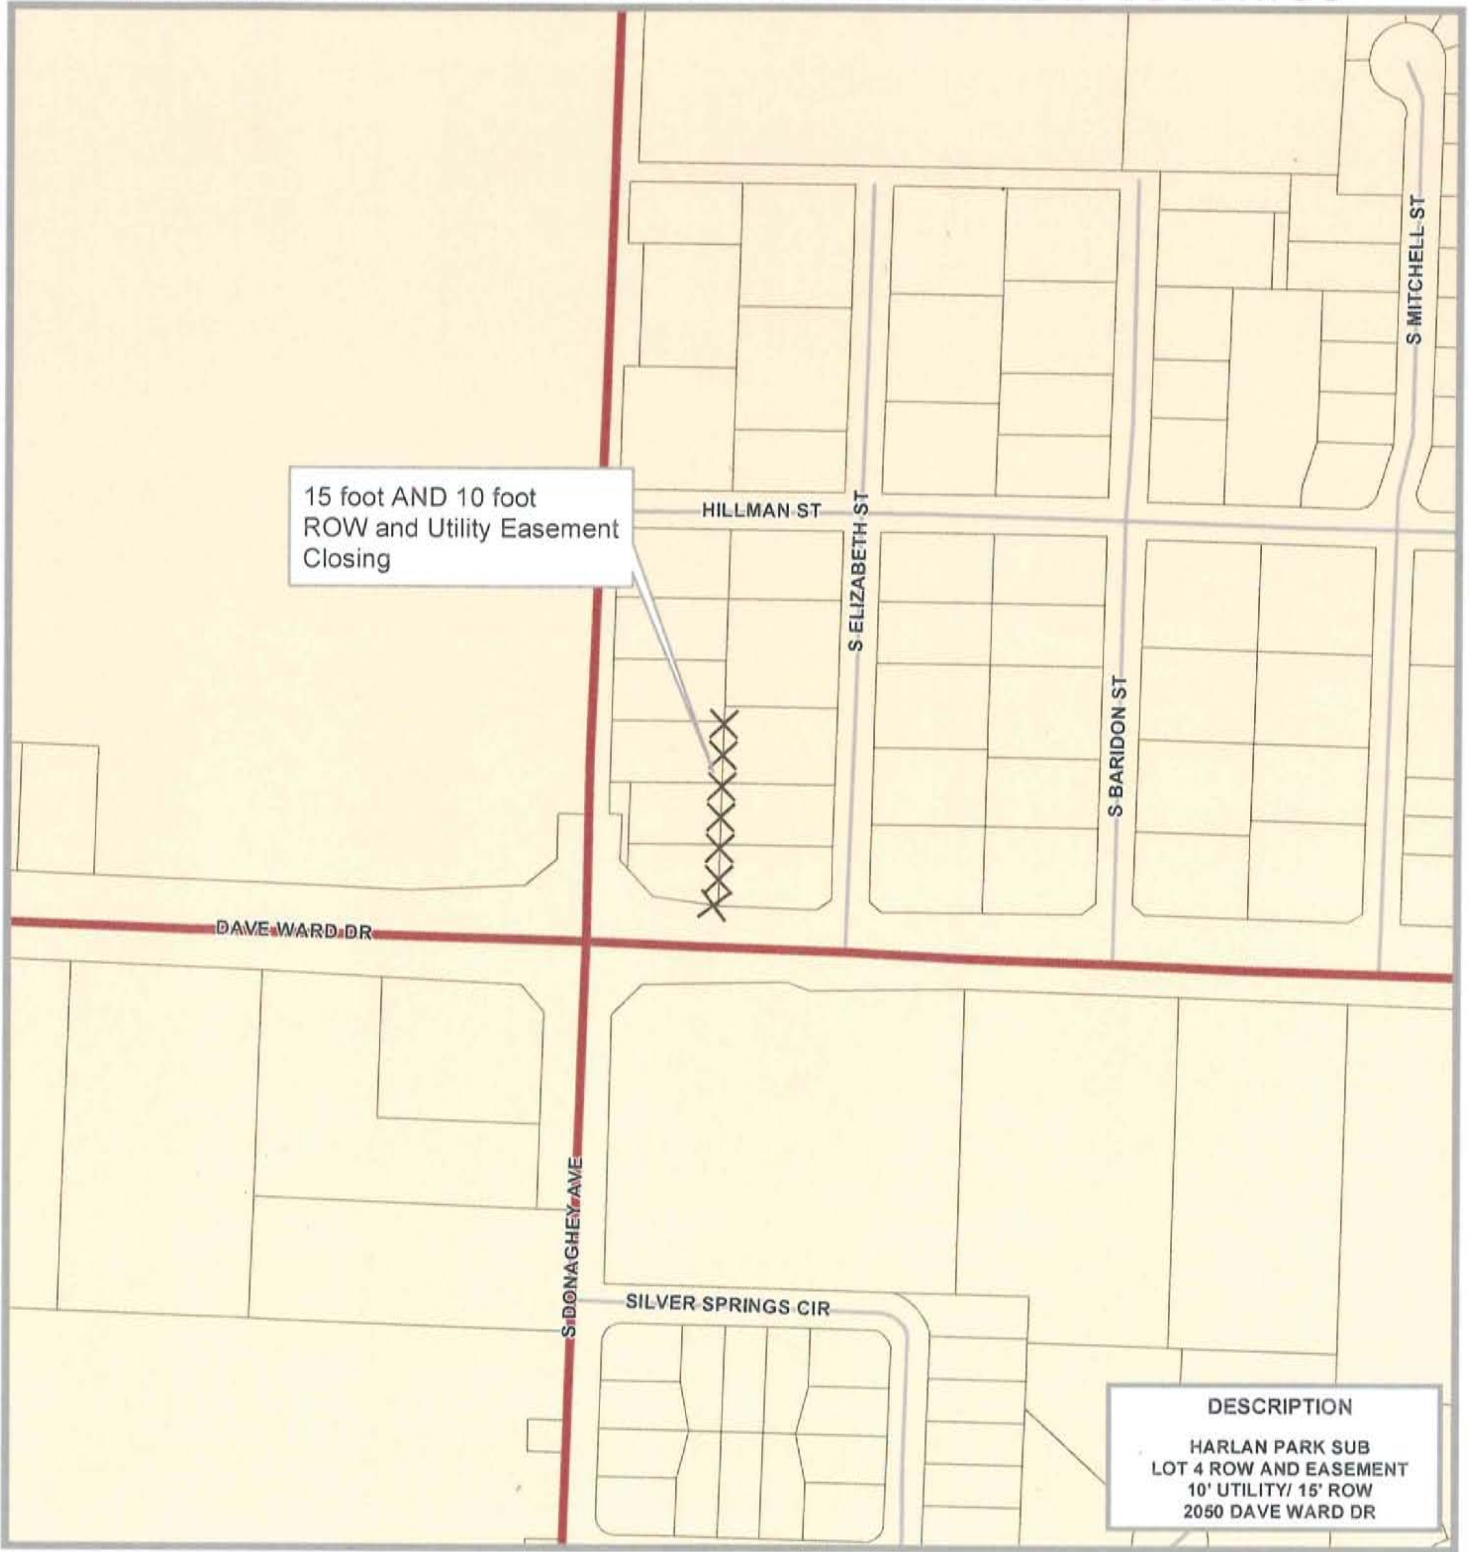 S MITCHELL ST
15 foot AND 10 foot
ROW and Utility Easement
Closing
HILLMAN ST
S ELIZABETH ST
S BARIDON ST
DAVE WARD DR
S DONAGHEY AVE
SILVER SPRINGS CIR
DESCRIPTION
HARLAN PARK SUB
LOT 4 ROW AND EASEMENT
10' UTILITY/ 15' ROW
2050 DAVE WARD DR